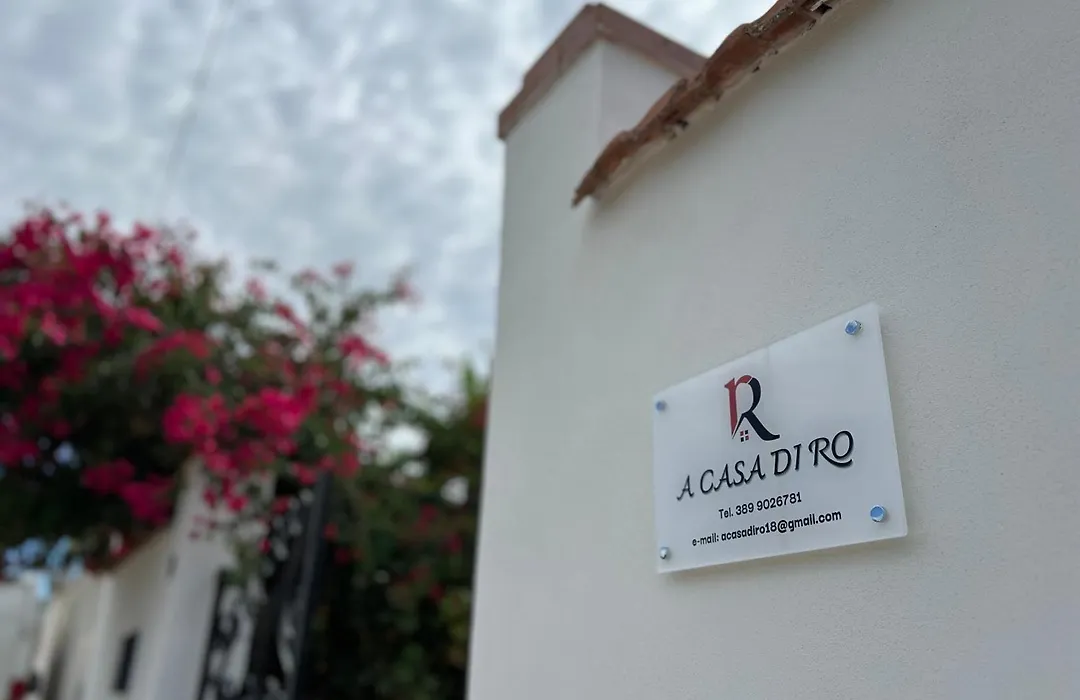 R
A CASA DI RO
Tel. 389 9026781
e-mail: acasadiro18@gmail.com